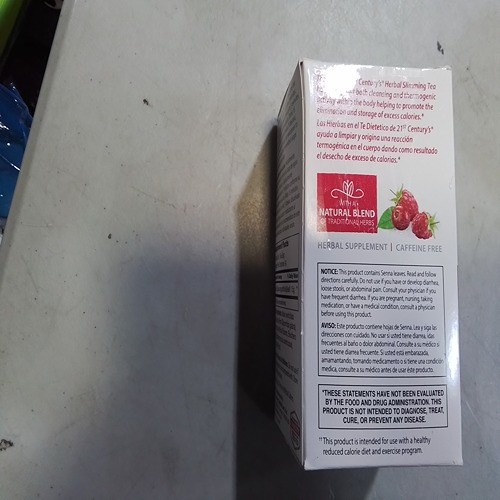 Century's® Herbal Slimming Tea
both cleansing and thermogenic
activity within the body helping to promote the
elimination and storage of excess calories.*
Las Hierbas en el Te Dietetico de 21ST Century's®
ayuda a limpiar y origina una reacción
termogénica en el cuerpo dando como resultado
el desecho de exceso de calorias.*
WITH A
NATURAL BLEND
OF TRADITIONAL HERBS
HERBAL SUPPLEMENT | CAFFEINE FREE
NOTICE: This product contains Senna leaves. Read and follow
directions carefully. Do not use if you have or develop diarrhea,
loose stools, or abdominal pain. Consult your physician if you
have frequent diarrhea. If you are pregnant, nursing, taking
medication, or have a medical condition, consult a physician
before using this product.
AVISO: Este producto contiene hojas de Senna. Lea y siga las
direcciones con cuidado. No usar si usted tiene diarrea, idas
frecuentes al baño o dolor abdominal. Consulte a su médico si
usted tiene diarrea frecuente. Si usted está embarazada,
amamantando, tomando medicamento o si tiene una condición
medica, consulte a su médico antes de usar éste producto.
*THESE STATEMENTS HAVE NOT BEEN EVALUATED
BY THE FOOD AND DRUG ADMINISTRATION. THIS
PRODUCT IS NOT INTENDED TO DIAGNOSE, TREAT,
CURE, OR PREVENT ANY DISEASE.
††This product is intended for use with a healthy
reduced calorie diet and exercise program.